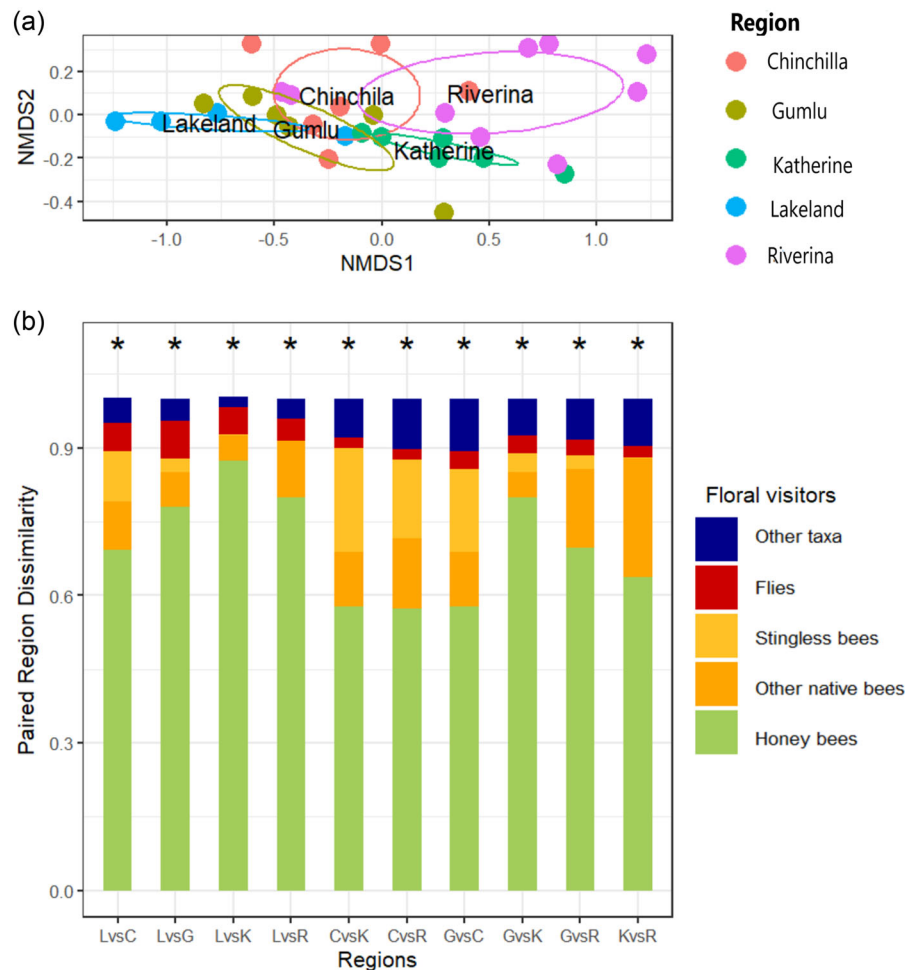 (a)
NMDS2
0.2
0.0
-0.2
-0.4
Chinchila
Riverina
Lakeland
Gumlu
Katherine
-1.0
-0.5
0.0
0.5
1.0
NMDS1
Region
Chinchilla
Gumlu
Katherine
Lakeland
Riverina
(b)
* * * * * * * * * *
Paired Region Dissimilarity
0.9
0.6
0.3
0.0
LvsC LvsG LvsK LvsR CvsK CvsR GvsC GvsK GvsR KvsR
Regions
Floral visitors
Other taxa
Flies
Stingless bees
Other native bees
Honey bees